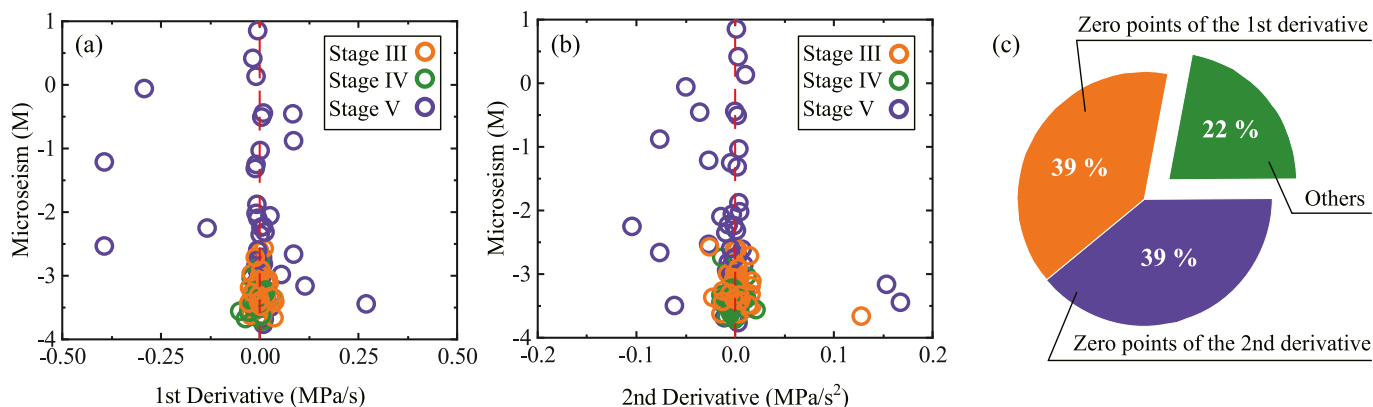 (a)
Stage III
Stage IV
Stage V
1
0
-1
-2
-3
-4
Microseism (M)
-0.50
-0.25
0.00
0.25
0.50
1st Derivative (MPa/s)
(b)
Stage III
Stage IV
Stage V
1
0
-1
-2
-3
-4
Microseism (M)
-0.2
-0.1
0.0
0.1
0.2
2nd Derivative (MPa/s²)
(c)
Zero points of the 1st derivative
22 %
39 %
Others
39 %
Zero points of the 2nd derivative